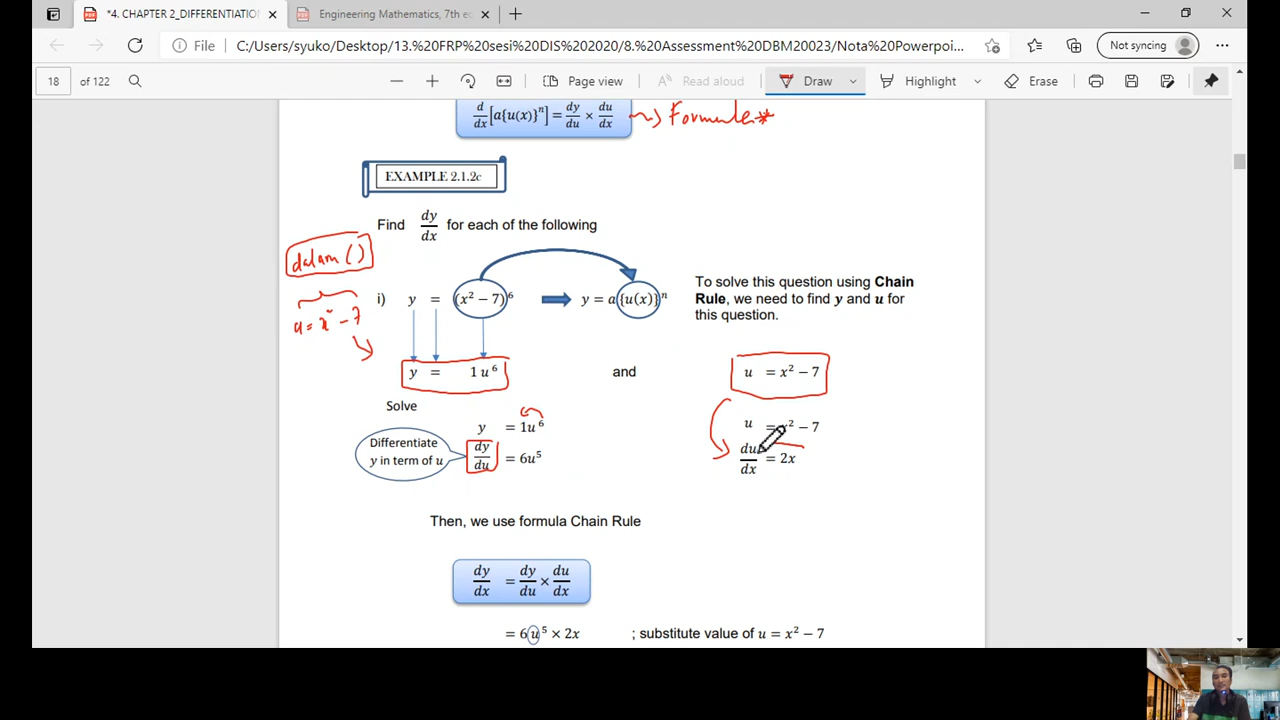 *4. CHAPTER 2_DIFFERENTIATIO
Engineering Mathematics, 7th ed
File C:/Users/syuko/Desktop/13.%20FRP%20sesi%20DIS%202020/8.%20Assessment%20DBM20023/Nota%20Powerpoi...
Not syncing
18 of 122
Page view
Read aloud
Draw
Highlight
Erase
d/dx [a{u(x)}ⁿ] = dy/du × du/dx
Formula*
EXAMPLE 2.1.2c
Find dy/dx for each of the following
dalam ()
u = x² - 7
i) y = (x² − 7)⁶ y = a{u(x)}ⁿ
To solve this question using Chain
Rule, we need to find y and u for
this question.
y = 1u⁶ and u = x² − 7
Solve
y = 1u⁶ u = x² − 7
Differentiate
y in term of u
dy/du = 6u⁵ du/dx = 2x
Then, we use formula Chain Rule
dy/dx = dy/du × du/dx
= 6u⁵ × 2x ; substitute value of u = x² − 7